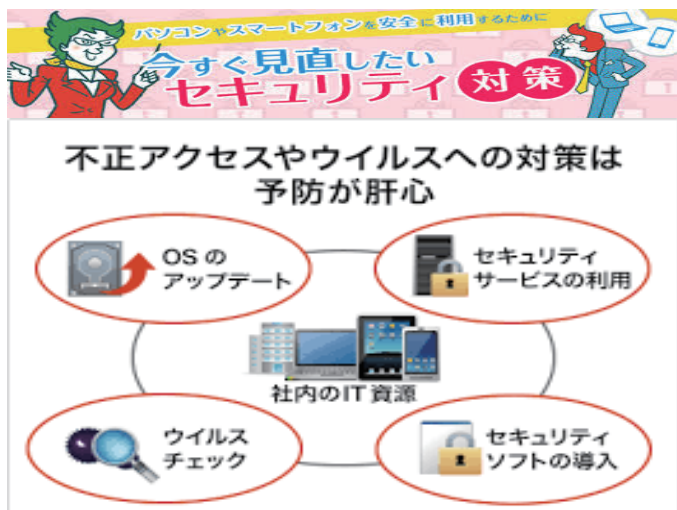 パソコンやスマートフォンを安全に利用するために
今すぐ見直したい
セキュリティ対策
不正アクセスやウイルスへの対策は
予防が肝心
OSの
アップデート
セキュリティ
サービスの利用
社内のIT資源
ウイルス
チェック
セキュリティ
ソフトの導入